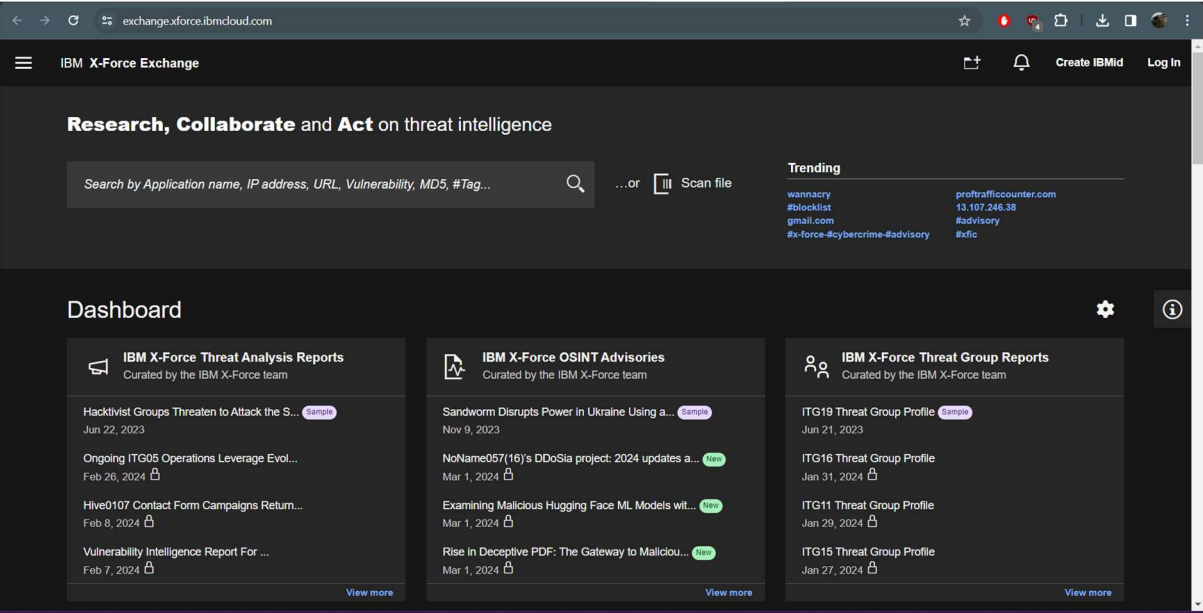 exchange.xforce.ibmcloud.com
4
IBM X-Force Exchange
Create IBMid
Log In
Research, Collaborate and Act on threat intelligence
Search by Application name, IP address, URL, Vulnerability, MD5, #Tag...
...or
Scan file
Trending
wannacry
#blocklist
gmail.com
#x-force-#cybercrime-#advisory
proftrafficcounter.com
13.107.246.38
#advisory
#xfic
Dashboard
IBM X-Force Threat Analysis Reports
Curated by the IBM X-Force team
Hacktivist Groups Threaten to Attack the S... Sample
Jun 22, 2023
Ongoing ITG05 Operations Leverage Evol...
Feb 26, 2024
Hive0107 Contact Form Campaigns Return...
Feb 8, 2024
Vulnerability Intelligence Report For ...
Feb 7, 2024
View more
IBM X-Force OSINT Advisories
Curated by the IBM X-Force team
Sandworm Disrupts Power in Ukraine Using a... Sample
Nov 9, 2023
NoName057(16)'s DDoSia project: 2024 updates a... New
Mar 1, 2024
Examining Malicious Hugging Face ML Models wit... New
Mar 1, 2024
Rise in Deceptive PDF: The Gateway to Maliciou... New
Mar 1, 2024
View more
IBM X-Force Threat Group Reports
Curated by the IBM X-Force team
ITG19 Threat Group Profile Sample
Jun 21, 2023
ITG16 Threat Group Profile
Jan 31, 2024
ITG11 Threat Group Profile
Jan 29, 2024
ITG15 Threat Group Profile
Jan 27, 2024
View more